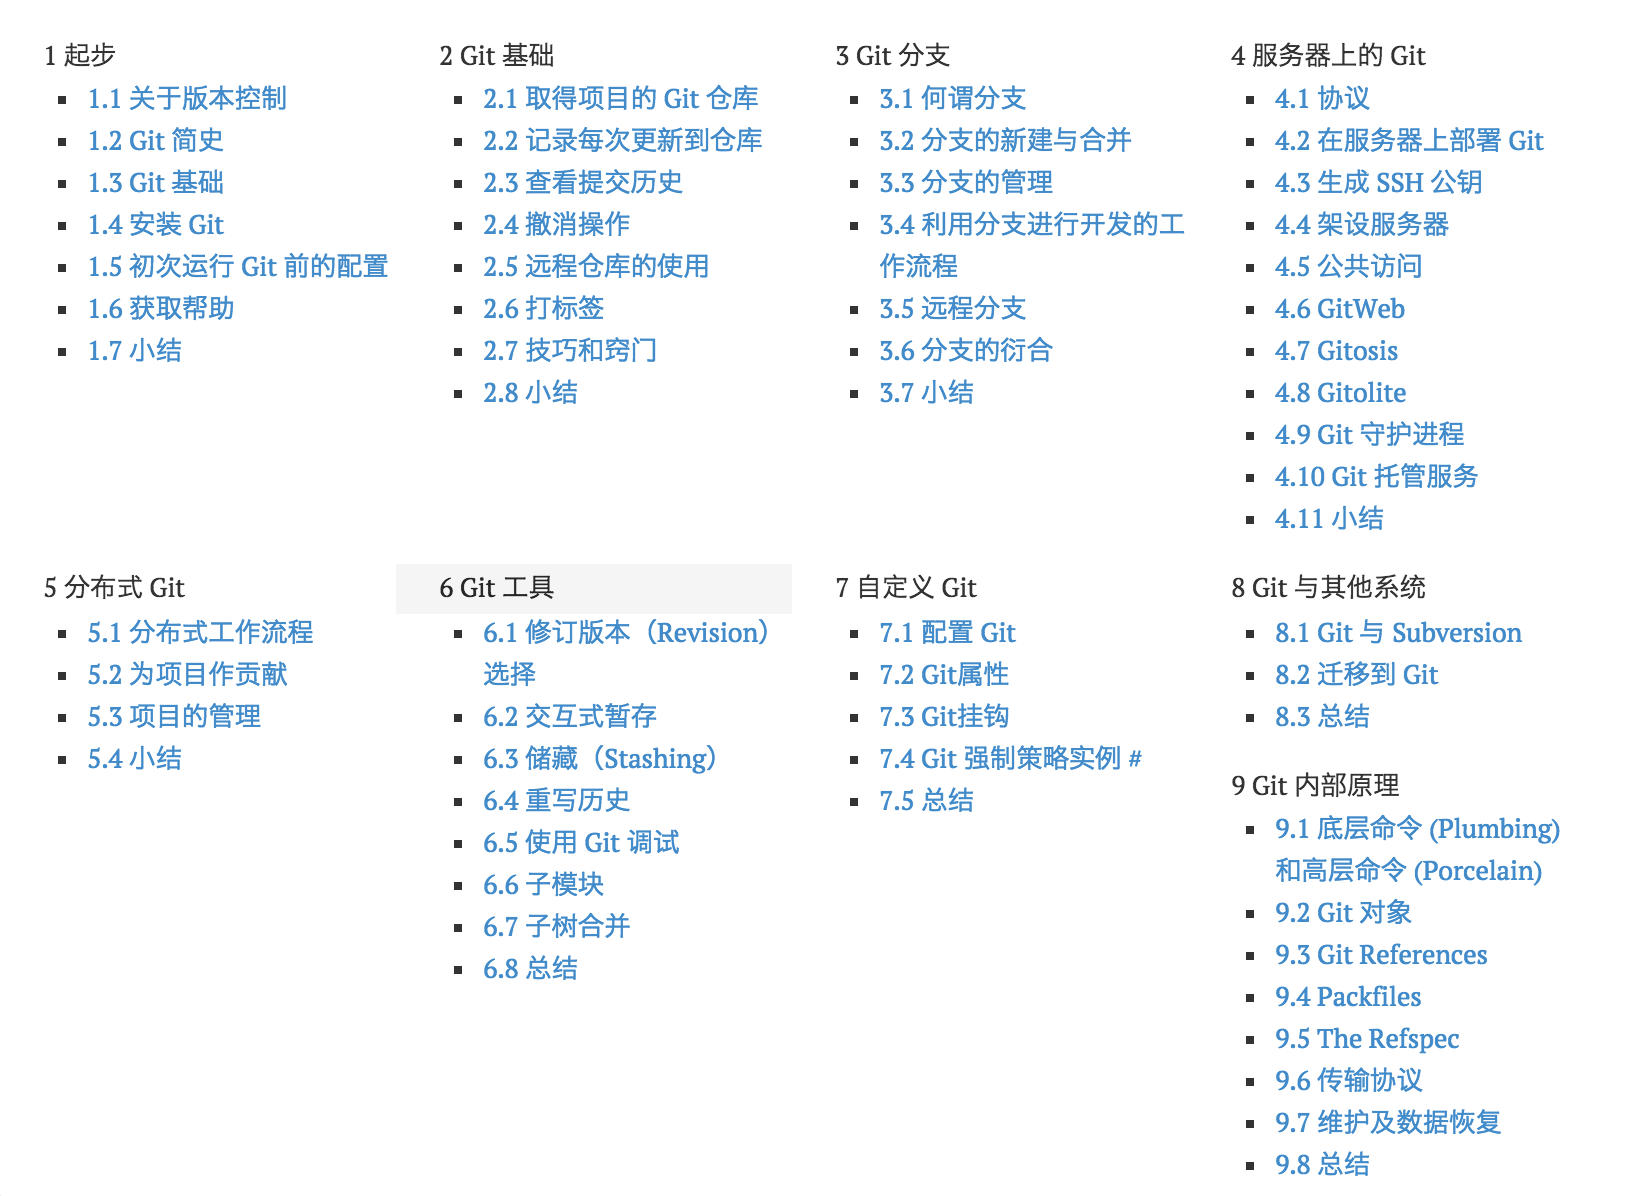 1 起步
1.1 关于版本控制
1.2 Git 简史
1.3 Git 基础
1.4 安装 Git
1.5 初次运行 Git 前的配置
1.6 获取帮助
1.7 小结
2 Git 基础
2.1 取得项目的 Git 仓库
2.2 记录每次更新到仓库
2.3 查看提交历史
2.4 撤消操作
2.5 远程仓库的使用
2.6 打标签
2.7 技巧和窍门
2.8 小结
3 Git 分支
3.1 何谓分支
3.2 分支的新建与合并
3.3 分支的管理
3.4 利用分支进行开发的工
作流程
3.5 远程分支
3.6 分支的衍合
3.7 小结
4 服务器上的 Git
4.1 协议
4.2 在服务器上部署 Git
4.3 生成 SSH 公钥
4.4 架设服务器
4.5 公共访问
4.6 GitWeb
4.7 Gitosis
4.8 Gitolite
4.9 Git 守护进程
4.10 Git 托管服务
4.11 小结
5 分布式 Git
5.1 分布式工作流程
5.2 为项目作贡献
5.3 项目的管理
5.4 小结
6 Git 工具
6.1 修订版本（Revision）
选择
6.2 交互式暂存
6.3 储藏（Stashing）
6.4 重写历史
6.5 使用 Git 调试
6.6 子模块
6.7 子树合并
6.8 总结
7 自定义 Git
7.1 配置 Git
7.2 Git属性
7.3 Git挂钩
7.4 Git 强制策略实例 #
7.5 总结
8 Git 与其他系统
8.1 Git 与 Subversion
8.2 迁移到 Git
8.3 总结
9 Git 内部原理
9.1 底层命令 (Plumbing)
和高层命令 (Porcelain)
9.2 Git 对象
9.3 Git References
9.4 Packfiles
9.5 The Refspec
9.6 传输协议
9.7 维护及数据恢复
9.8 总结